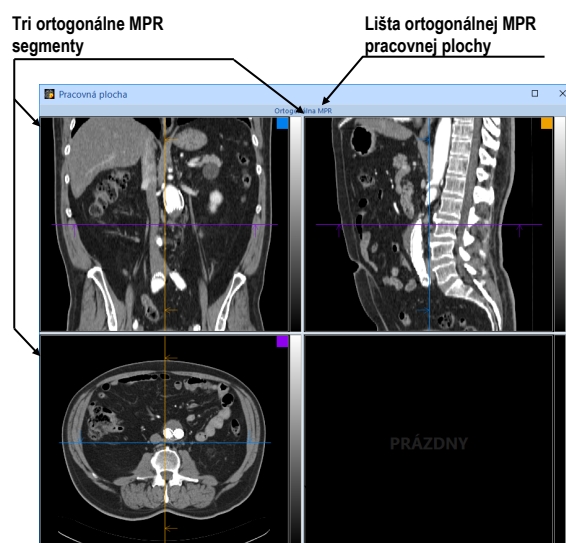 Tri ortogonálne MPR
segmenty
Lišta ortogonálnej MPR
pracovnej plochy
Pracovná plocha
Ortogonálna MPR
PRÁZDNY